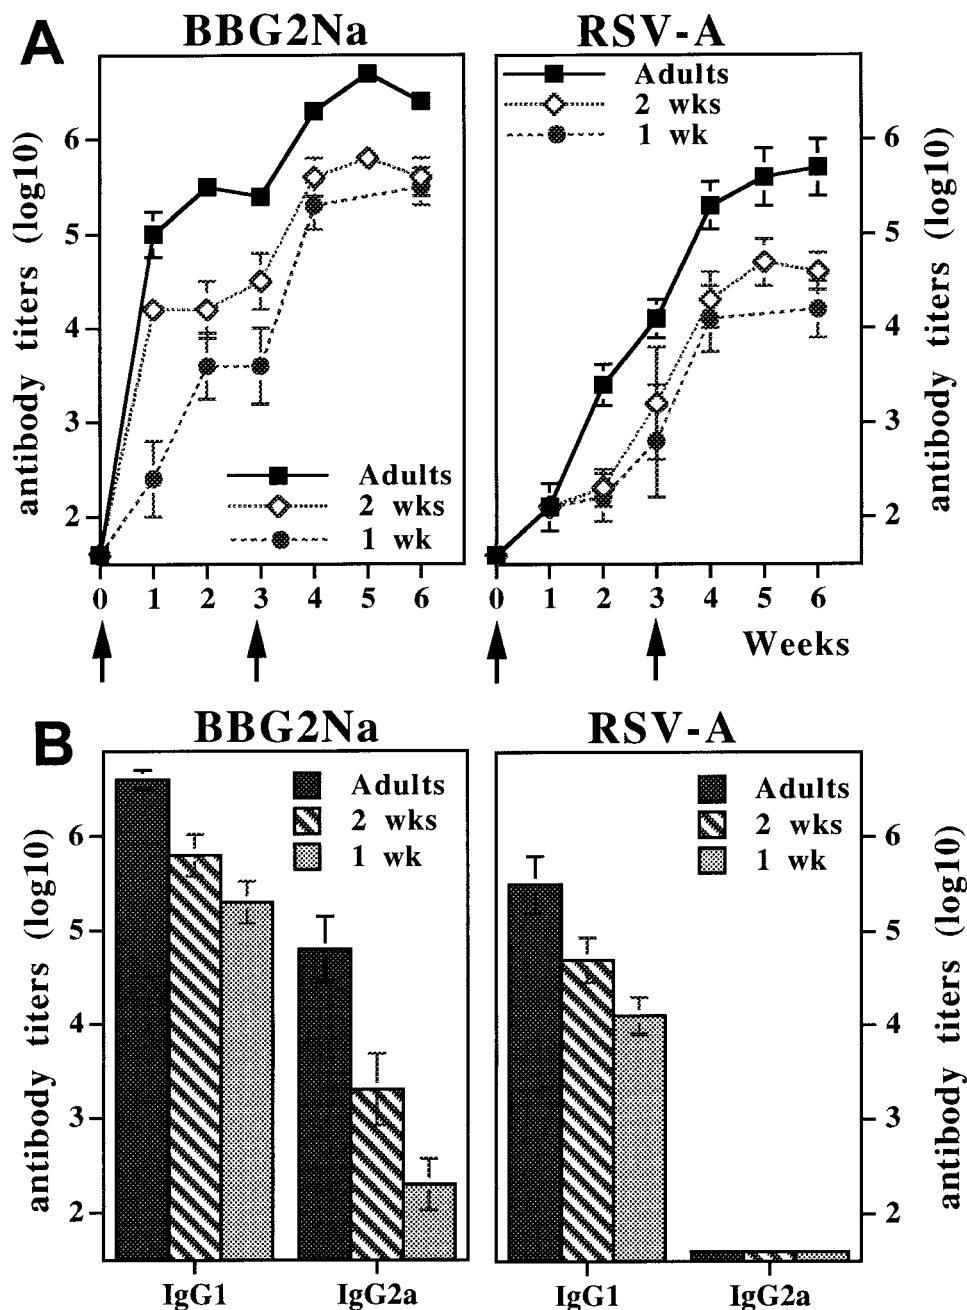 A
BBG2Na
RSV-A
antibody titers (log10)
6
5
4
3
2
Adults
2 wks
1 wk
0 1 2 3 4 5 6
Adults
2 wks
1 wk
6
5
4
3
2
antibody titers (log10)
0 1 2 3 4 5 6
Weeks
B
BBG2Na
RSV-A
antibody titers (log10)
6
5
4
3
2
Adults
2 wks
1 wk
IgG1 IgG2a
Adults
2 wks
1 wk
6
5
4
3
2
antibody titers (log10)
IgG1 IgG2a